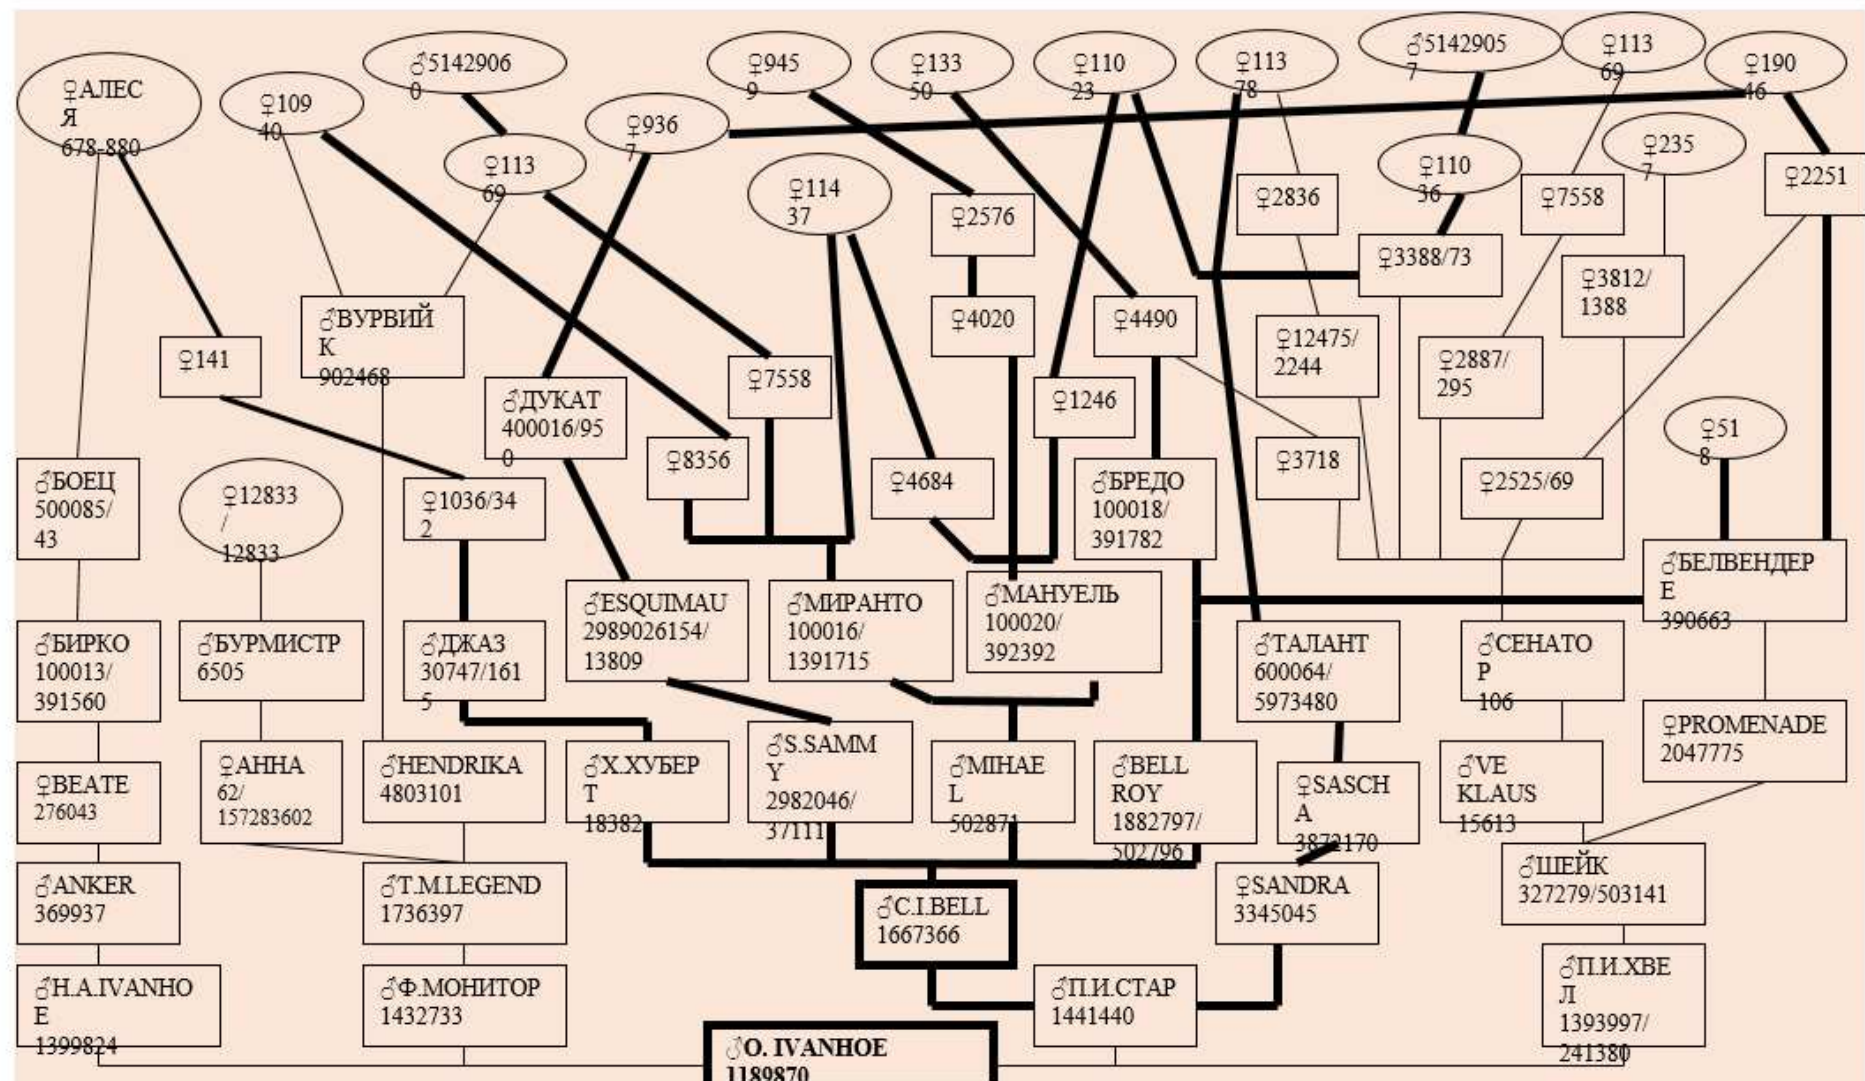 ♂5142905
7
♀113
69
♂5142906
0
♀945
9
♀133
50
♀110
23
♀113
78
♀190
46
♀АЛЕС
Я
678-880
♀109
40
♀936
7
♀235
7
♀113
69
♀110
36
♀2251
♀114
37
♀2836
♀7558
♀2576
♀3388/73
♀3812/
1388
♂ВУРВИЙ
К
902468
♀4020
♀4490
♀12475/
2244
♀141
♀2887/
295
♀7558
♂ДУКАТ
400016/95
0
♀1246
♀51
8
♀8356
♀3718
♂БОЕЦ
500085/
43
♀12833
/
12833
♀1036/34
2
♀4684
♂БРЕДО
100018/
391782
♀2525/69
♂БЕЛВЕНДЕР
Е
390663
♂ESQUIMAU
2989026154/
13809
♂МИРАНТО
100016/
1391715
♂МАНУЕЛЬ
100020/
392392
♂БИРКО
100013/
391560
♂БУРМИСТР
6505
♂ДЖАЗ
30747/161
5
♂ТАЛАНТ
600064/
5973480
♂СЕНАТО
Р
106
♀PROMENADE
2047775
♀BEATE
276043
♀АННА
62/
157283602
♂HENDRIKA
4803101
♂Х.ХУБЕР
Т
18382
♂S.SAMM
Y
2982046/
37111
♂MIHAE
L
502871
♂BELL
ROY
1882797/
502796
♀SASCH
A
3872170
♂VE
KLAUS
15613
♂ANKER
369937
♂T.M.LEGEND
1736397
♂C.I.BELL
1667366
♀SANDRA
3345045
♂ШЕЙК
327279/503141
♂H.A.IVANHO
E
1399824
♂Ф.МОНИТОР
1432733
♂П.И.СТАР
1441440
♂П.И.ХВЕ
Л
1393997/
241380
♂O. IVANHOE
1189870